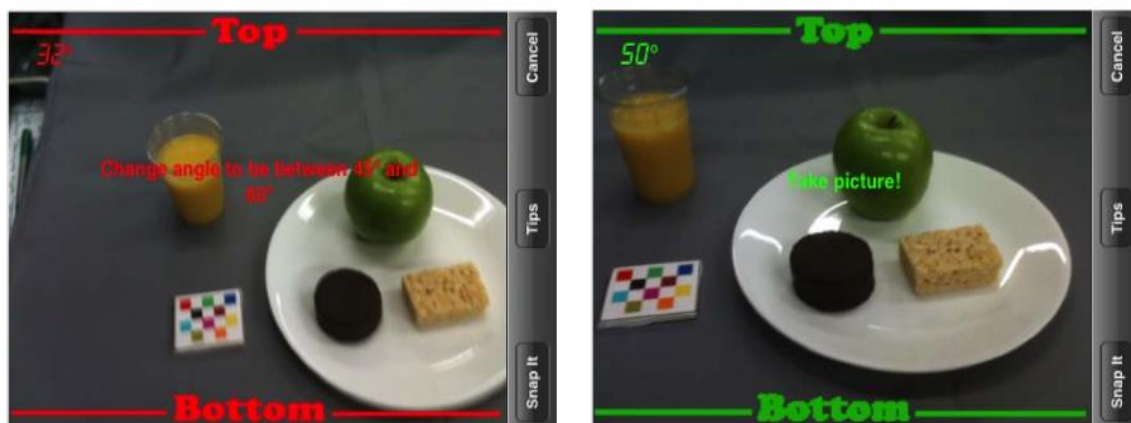 Top
32°
Change angle to be between 45° and
60°
Bottom
Cancel
Tips
Snap It
Top
50°
Take picture!
Bottom
Cancel
Tips
Snap It